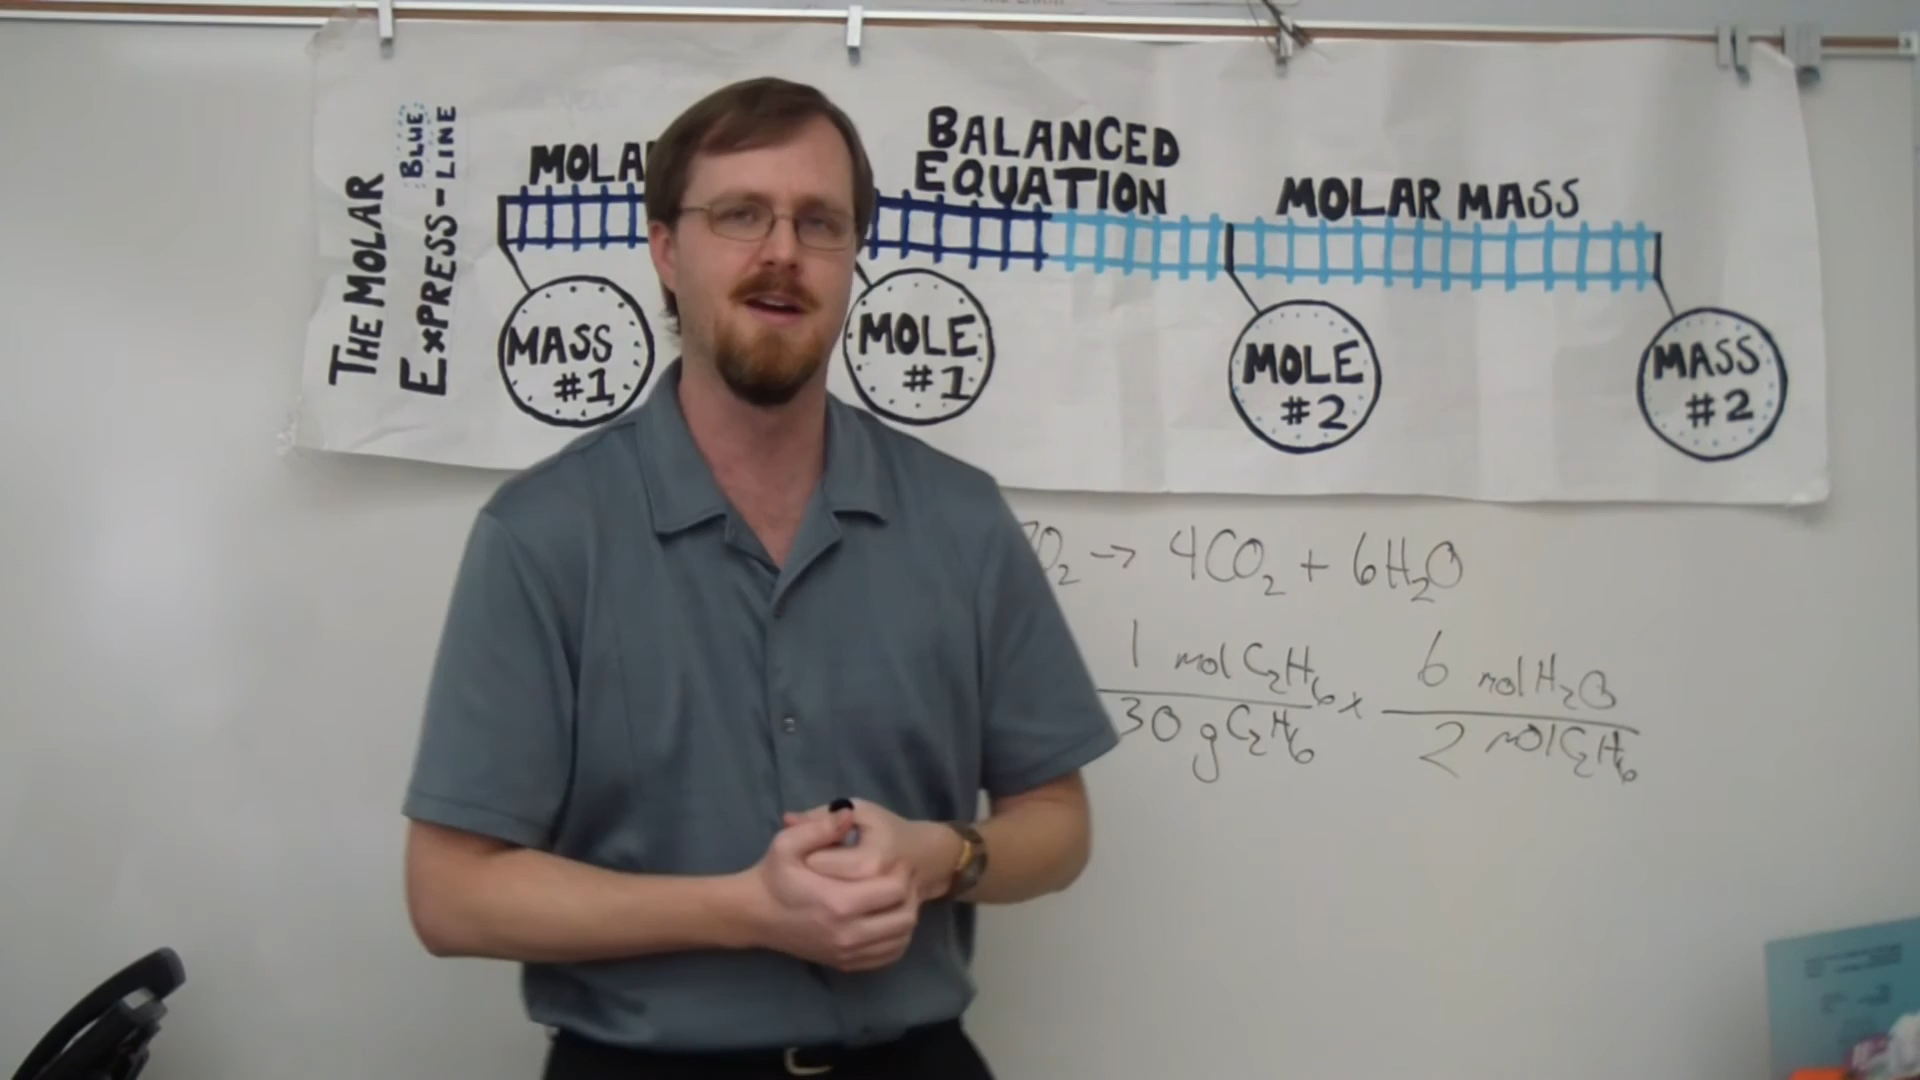 THE MOLAR
EXPRESS-
BLUE
LINE
BALANCED
EQUATION
MOLAR MASS
MASS
#1
MOLE
#1
MOLE
#2
MASS
#2
O₂ → 4CO₂ + 6H₂O
1 mol C₂H₆ x 6 mol H₂O
30 g C₂H₆ 2 mol C₂H₆